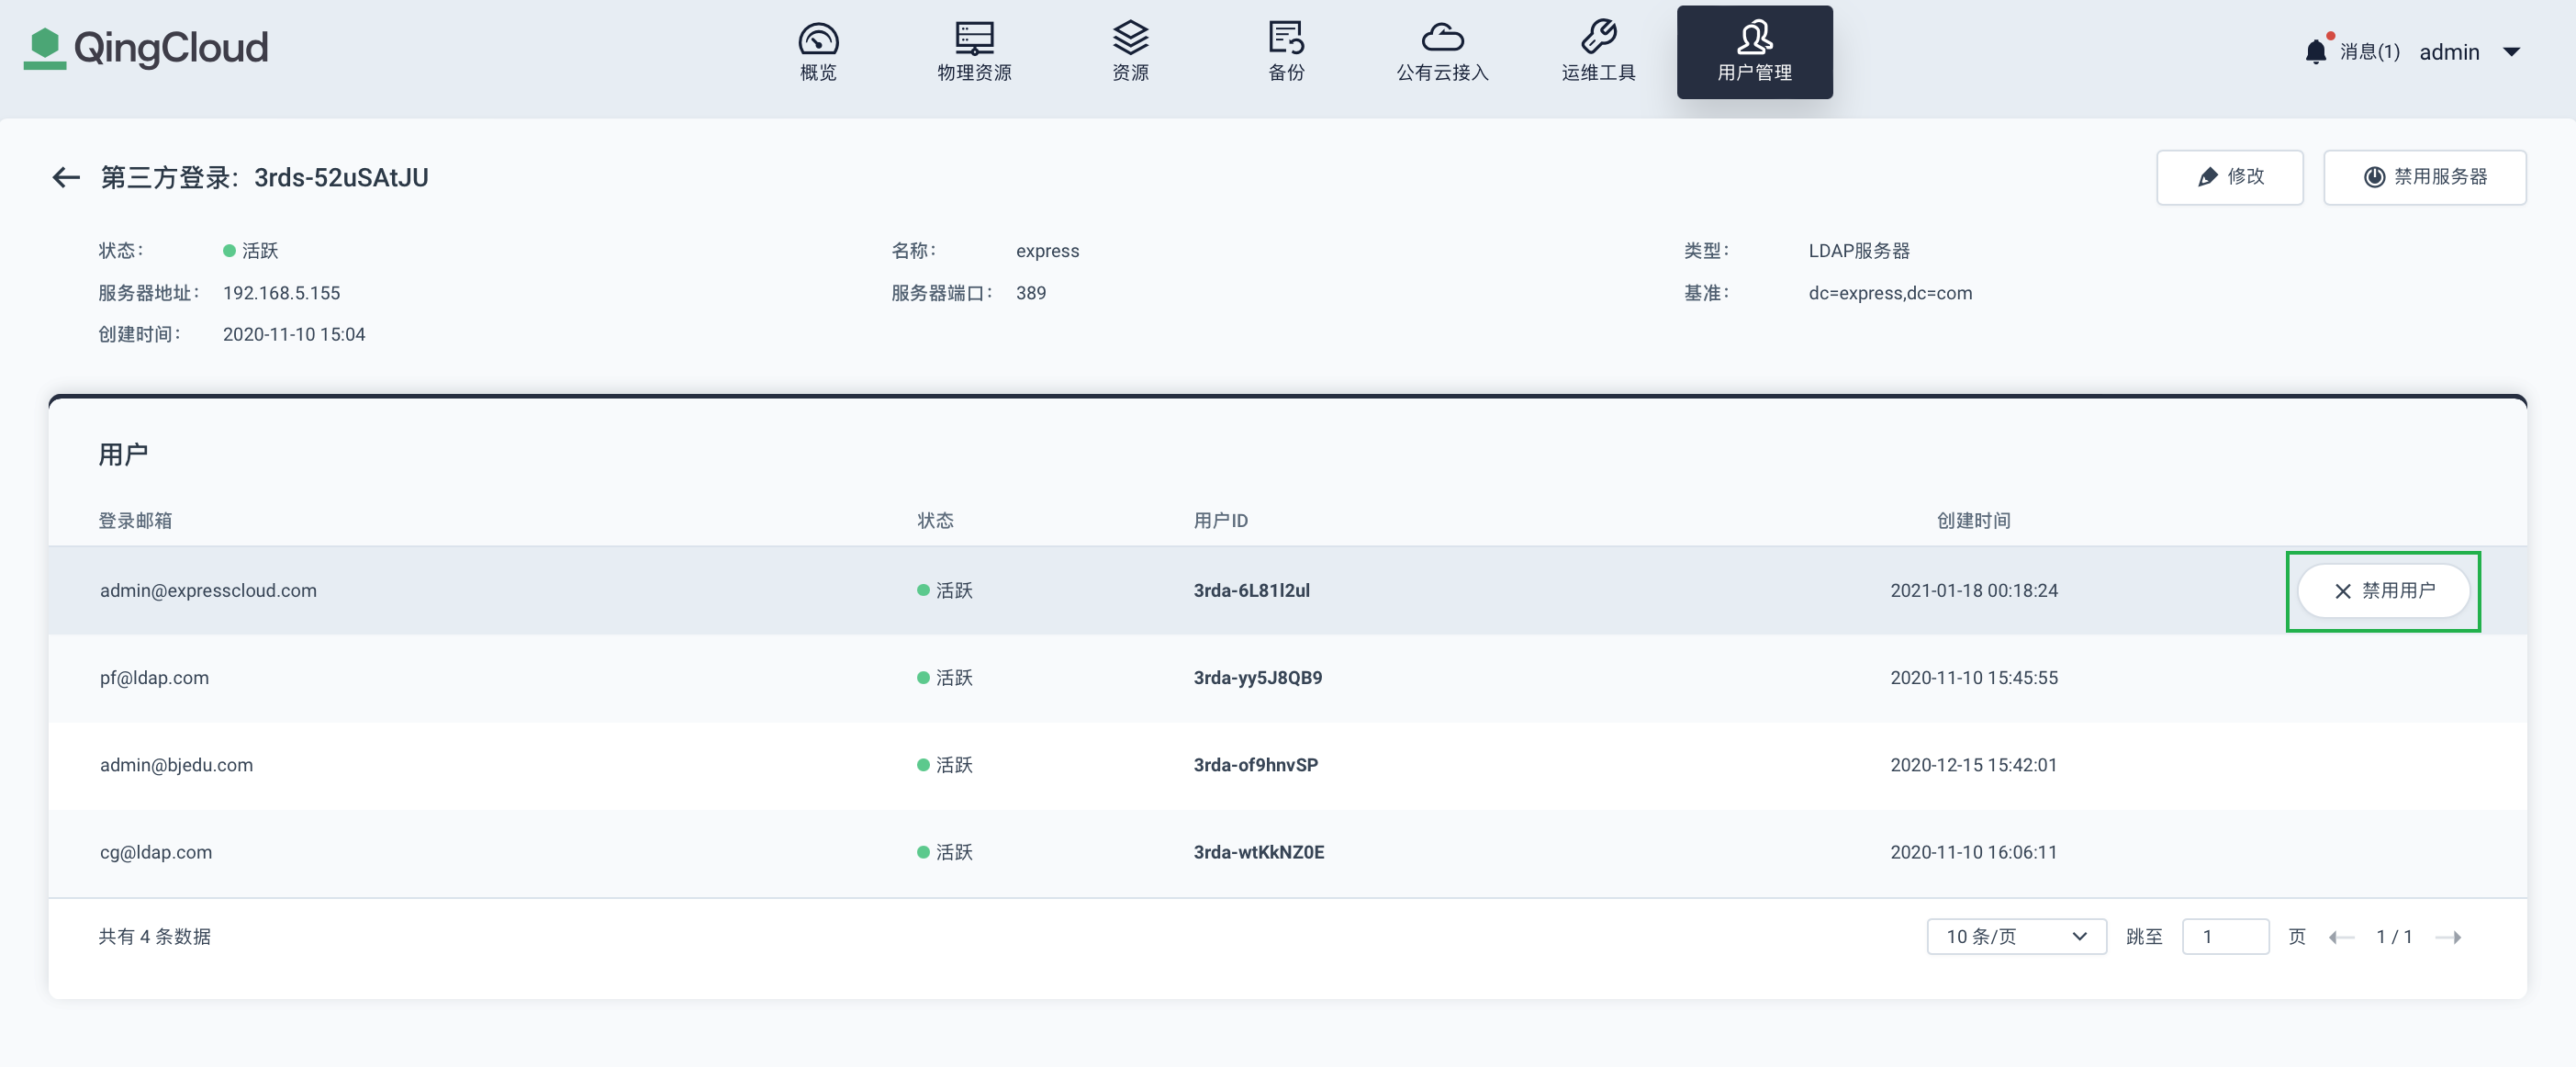 QingCloud
概览
物理资源
资源
备份
公有云接入
运维工具
用户管理
消息(1)
admin
第三方登录: 3rds-52uSAtJU
修改
禁用服务器
状态: 活跃
名称: express
类型: LDAP服务器
服务器地址: 192.168.5.155
服务器端口: 389
基准: dc=express,dc=com
创建时间: 2020-11-10 15:04
用户
登录邮箱 状态 用户ID 创建时间
admin@expresscloud.com 活跃 3rda-6L81l2ul 2021-01-18 00:18:24 禁用用户
pf@ldap.com 活跃 3rda-yy5J8QB9 2020-11-10 15:45:55
admin@bjedu.com 活跃 3rda-of9hnvSP 2020-12-15 15:42:01
cg@ldap.com 活跃 3rda-wtKkNZ0E 2020-11-10 16:06:11
共有 4 条数据
10 条/页 跳至 1 页 1 / 1